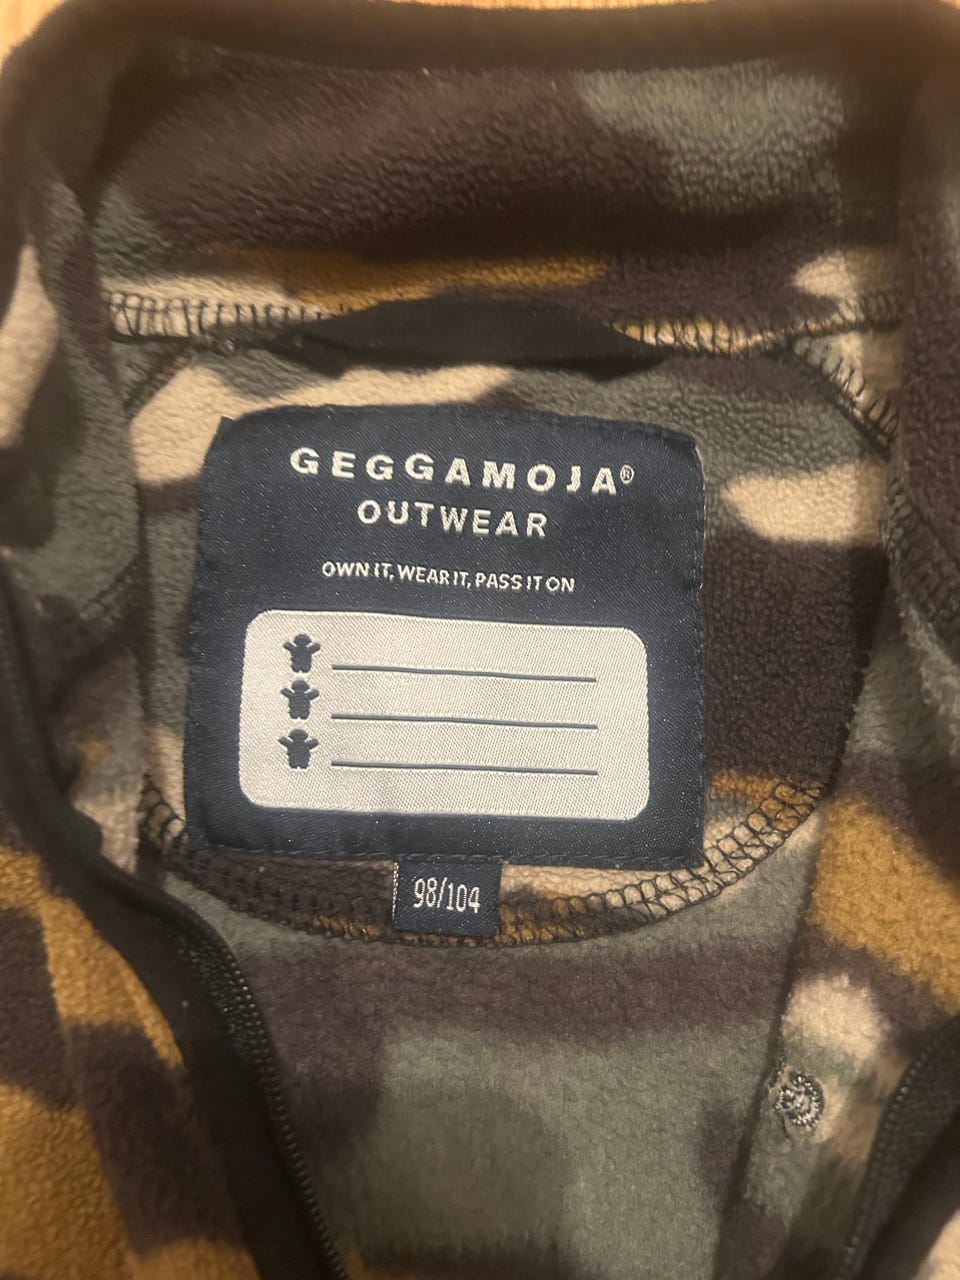 GEGGAMOJA®
OUTWEAR
OWN IT, WEAR IT, PASS IT ON
98/104